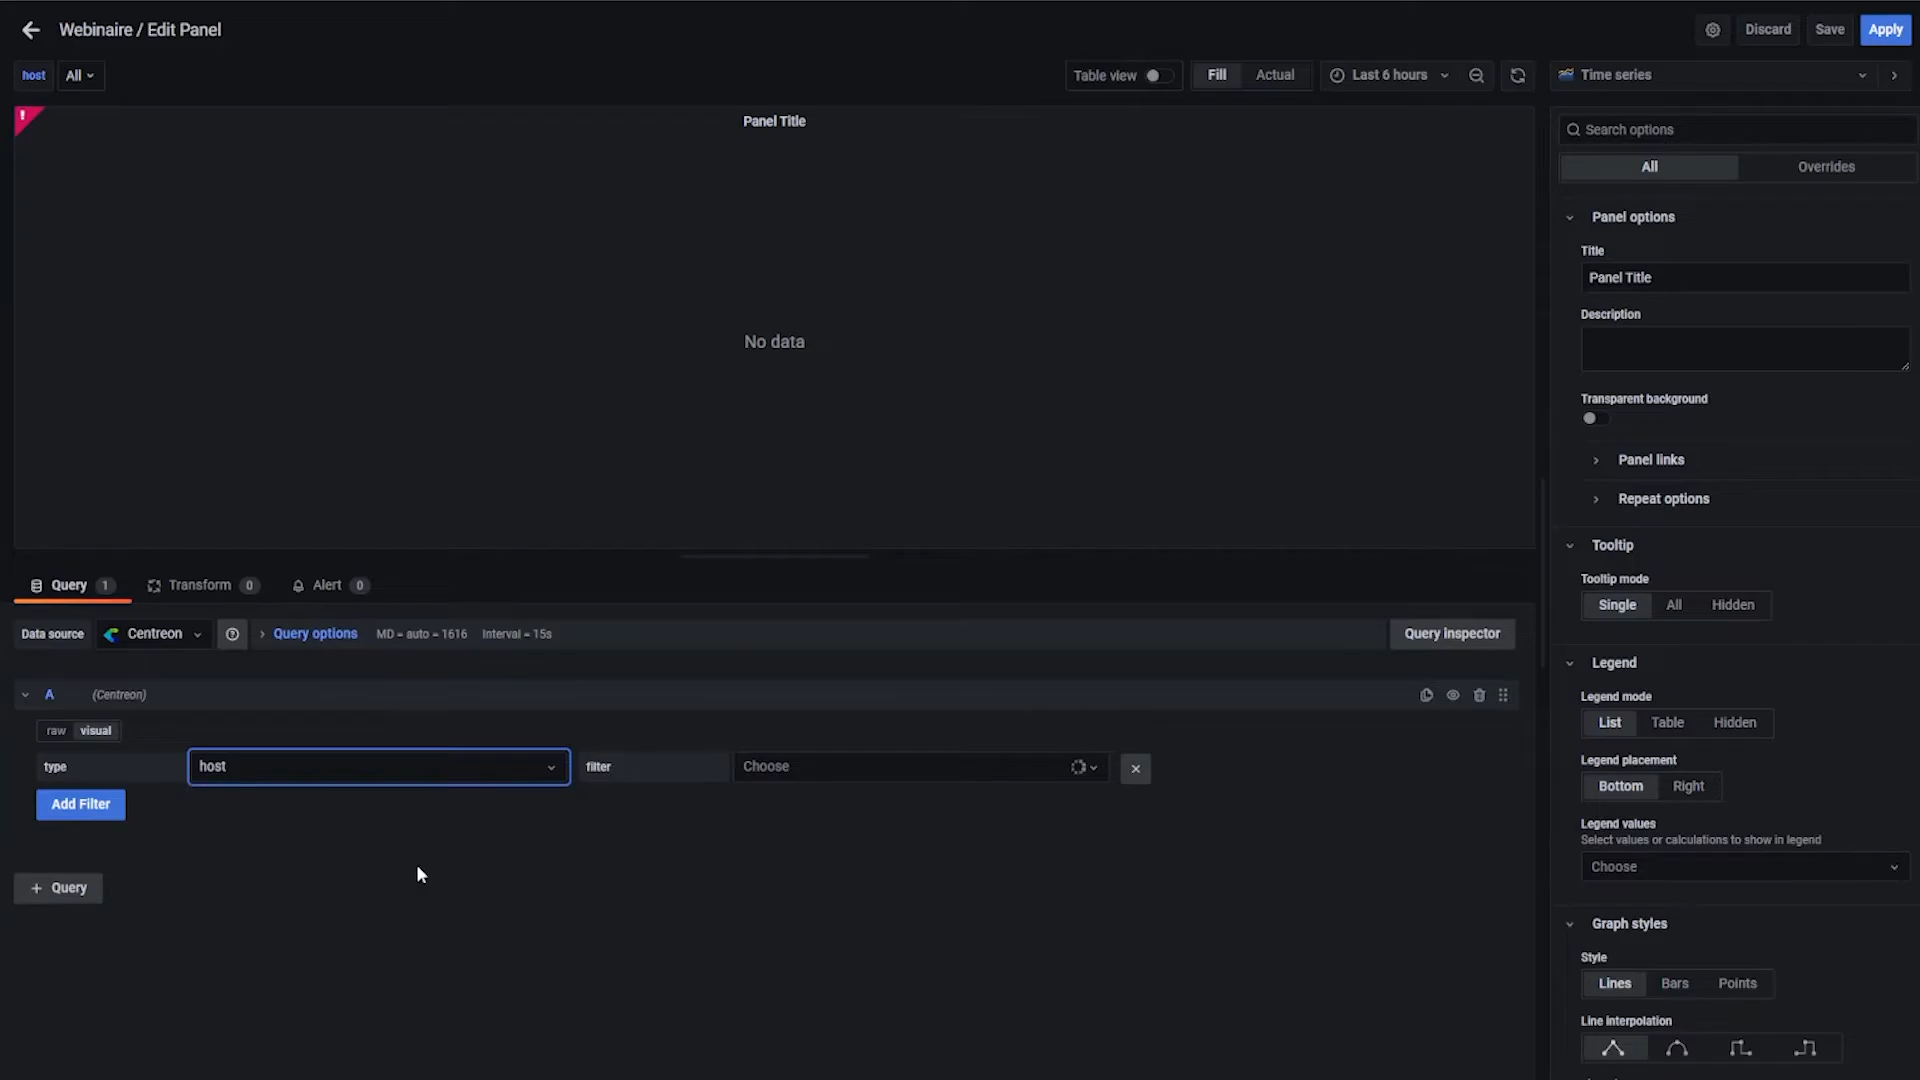 Webinaire / Edit Panel
Discard
Save
Apply
host
All
Table view
Fill
Actual
Last 6 hours
Time series
!
Panel Title
Search options
All
Overrides
Panel options
Title
Panel Title
Description
No data
Transparent background
Panel links
Repeat options
Tooltip
Tooltip mode
Single
All
Hidden
Query 1
Transform 0
Alert 0
Data source
Centreon
Query options
MD = auto = 1616
Interval = 15s
Query inspector
Legend
Legend mode
List
Table
Hidden
A
(Centreon)
raw
visual
type
host
filter
Choose
Add Filter
Legend placement
Bottom
Right
Legend values
Select values or calculations to show in legend
Choose
+ Query
Graph styles
Style
Lines
Bars
Points
Line interpolation